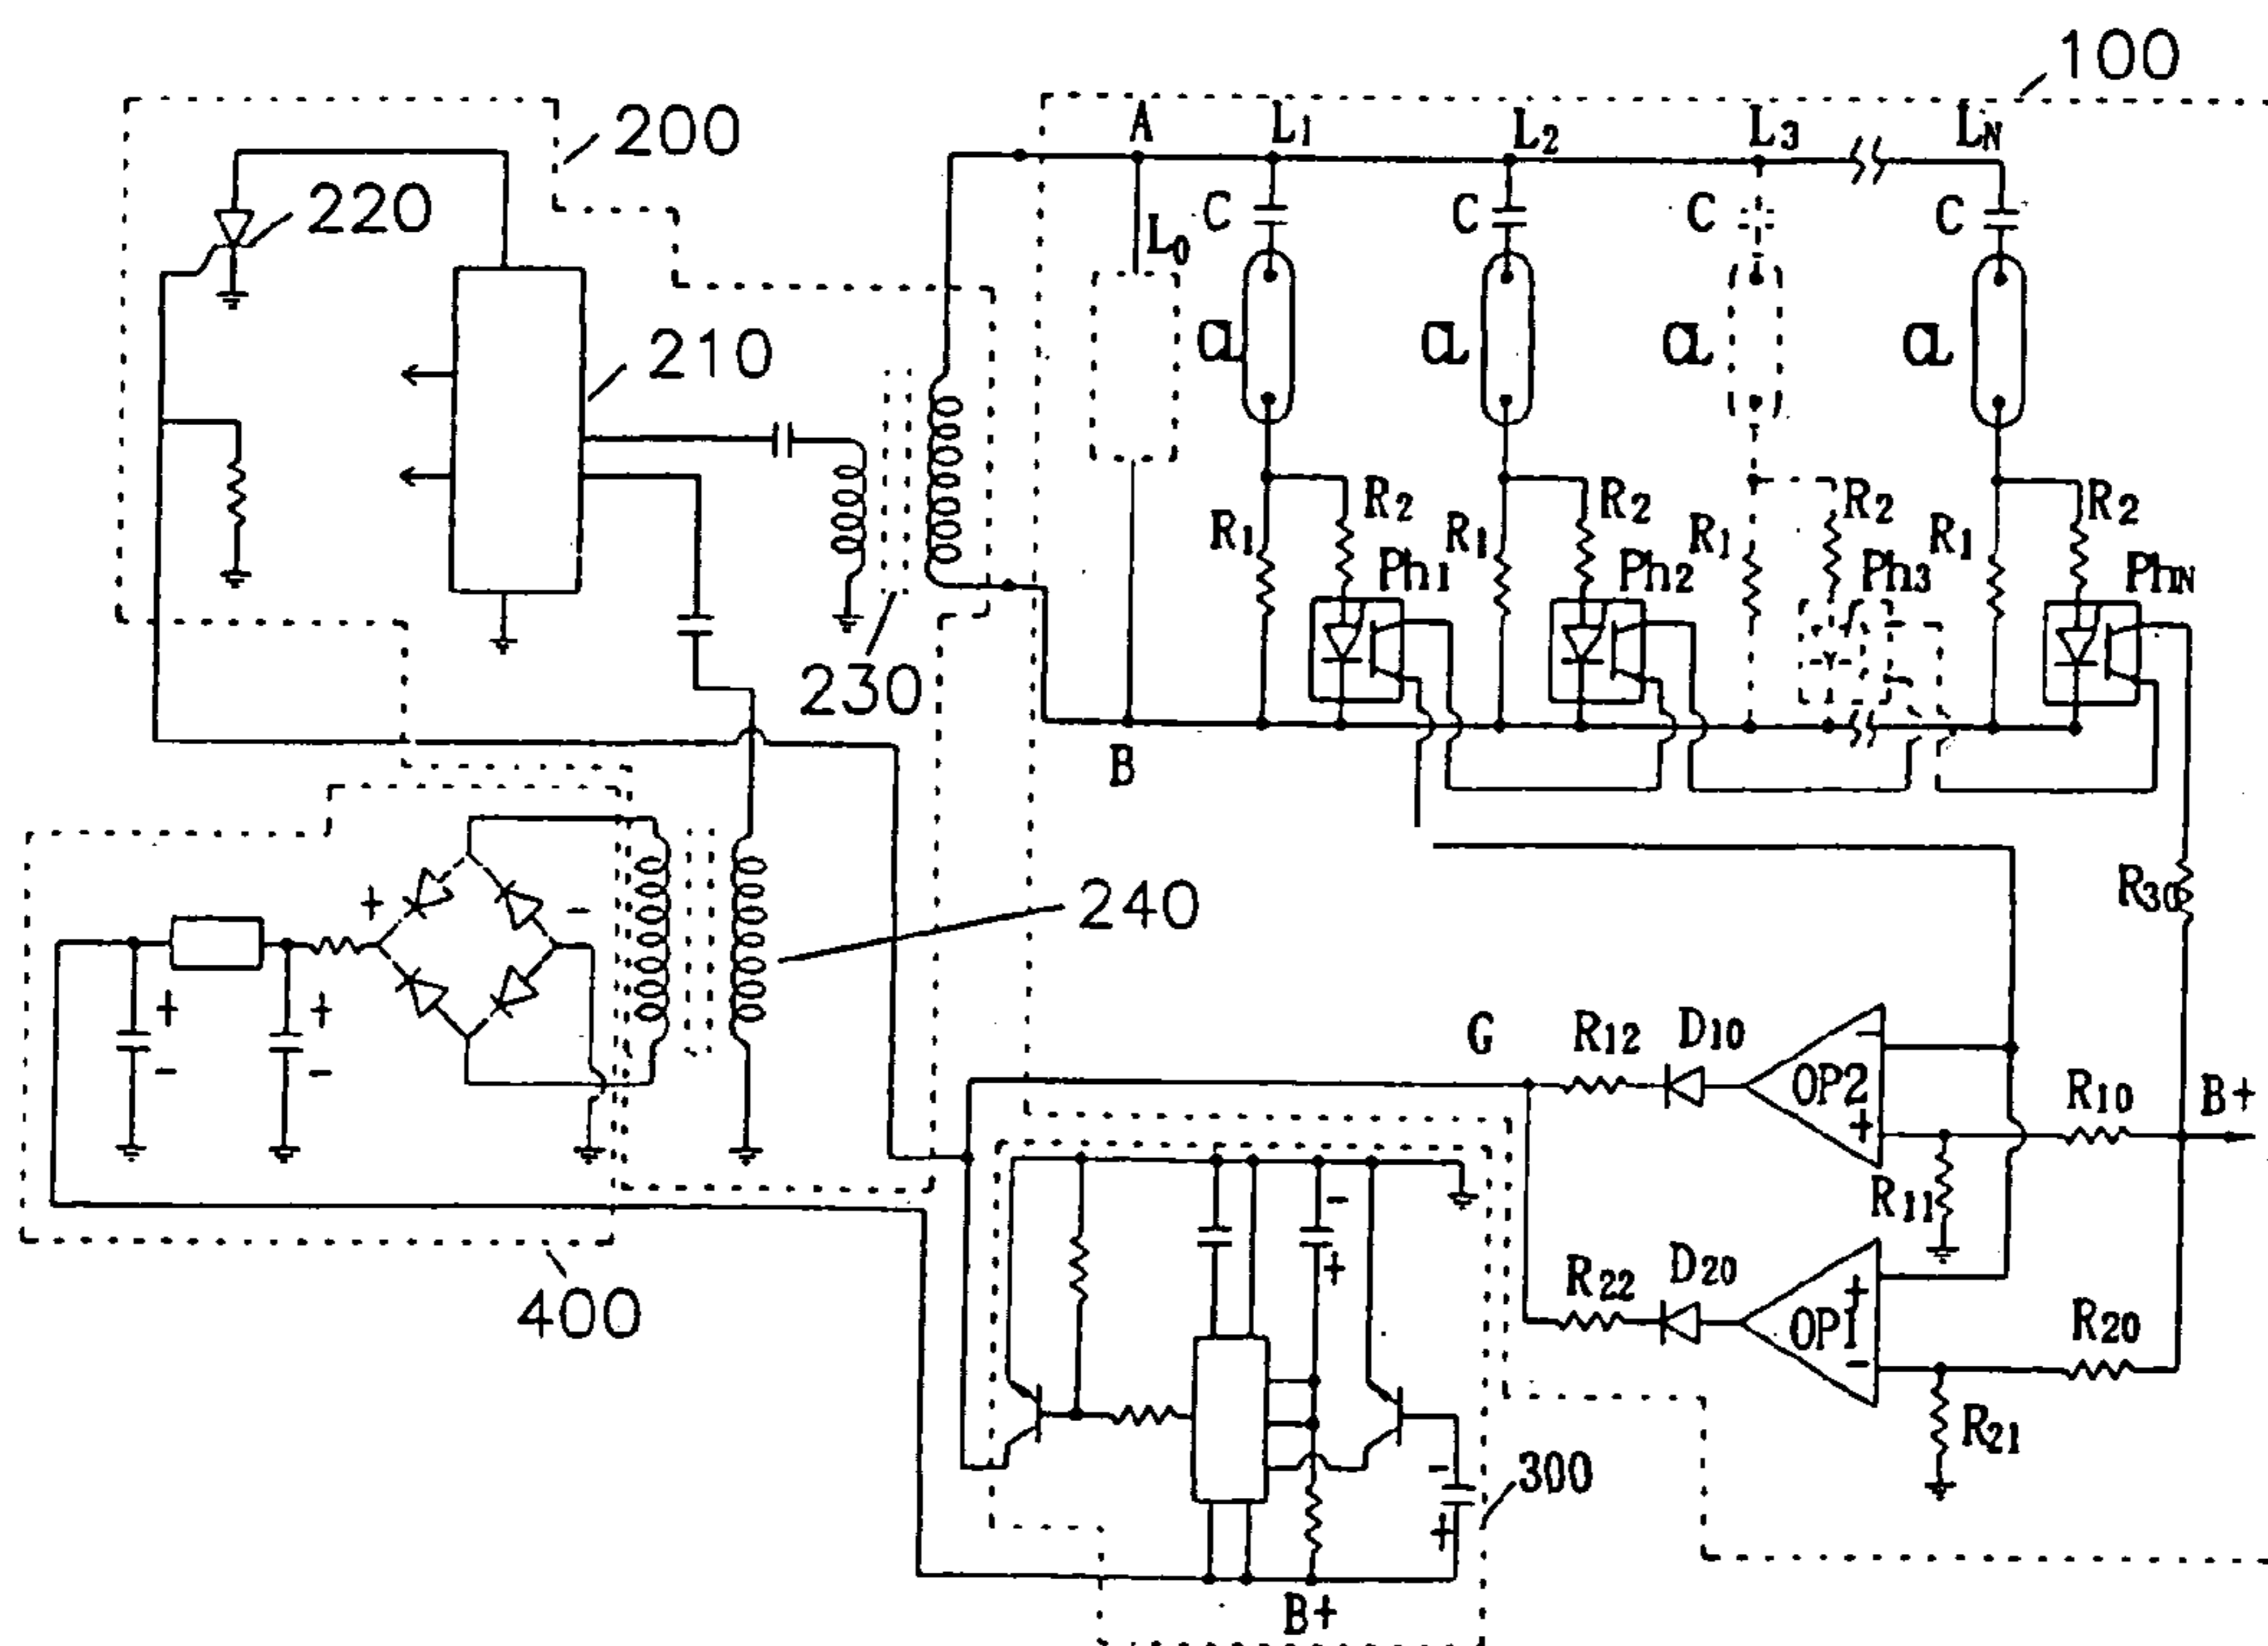 100
200
A L1 L2 L3 LN
220
C C C C
L0
210
a a a a
R2 R2 R2 R2
R1 R1 R1 R1
Ph1 Ph2 Ph3 PhN
230
B
+ -
R30
240
G R12 D10 - OP2 + R10 B+
+ +
- -
R11
-
+
R22 D20 + OP1 - R20
400
R21
- 300
+
B+